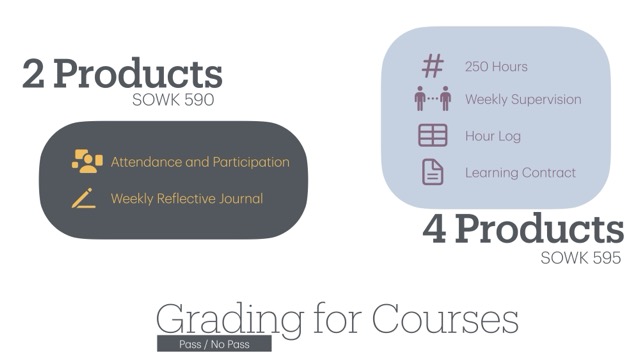 2 Products
SOWK 590
Attendance and Participation
Weekly Reflective Journal
250 Hours
Weekly Supervision
Hour Log
Learning Contract
4 Products
SOWK 595
Grading for Courses
Pass / No Pass